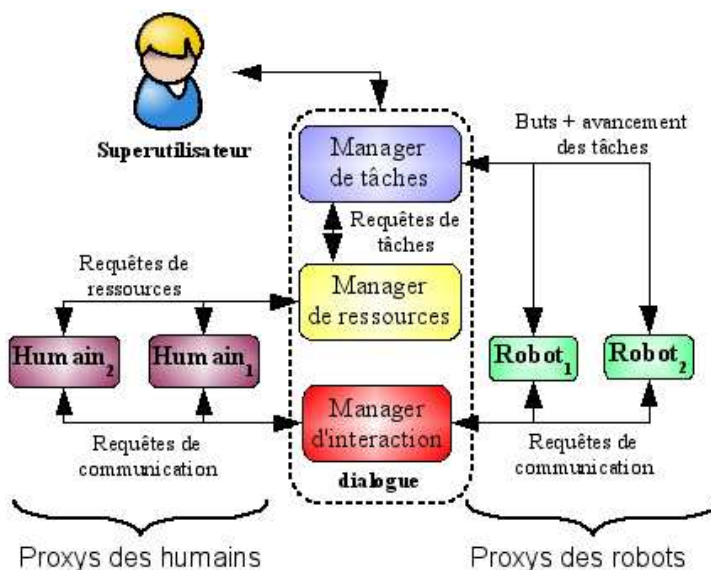 Superutilisateur
Manager
de tâches
Buts + avancement
des tâches
Requêtes de
tâches
Requêtes de
ressources
Manager
de ressources
Humain2
Humain1
Robot1
Robot2
Manager
d'interaction
Requêtes de
communication
dialogue
Requêtes de
communication
Proxys des humains
Proxys des robots